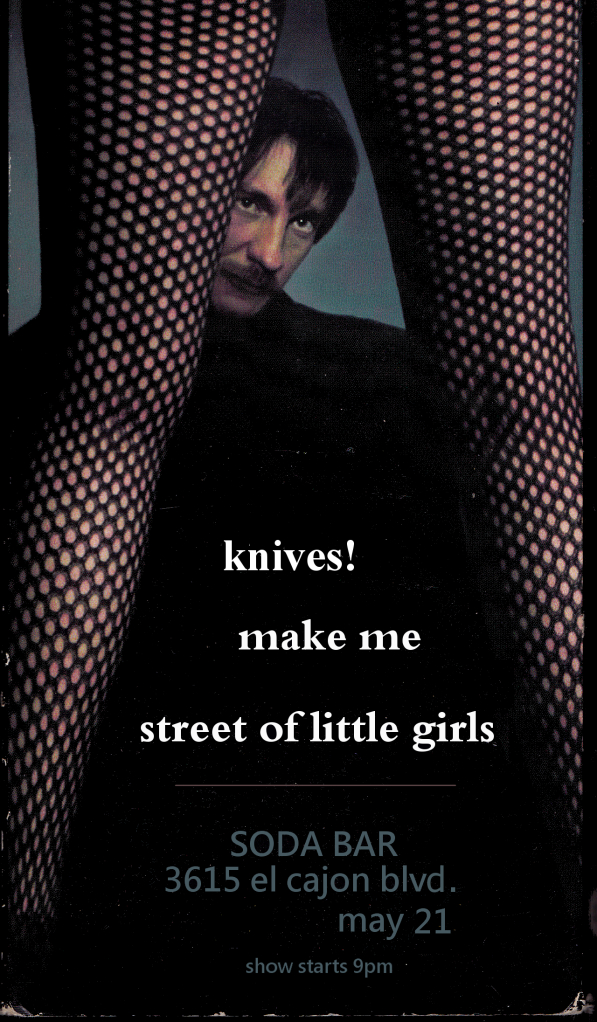 knives!
make me
street of little girls
SODA BAR
3615 el cajon blvd.
may 21
show starts 9pm